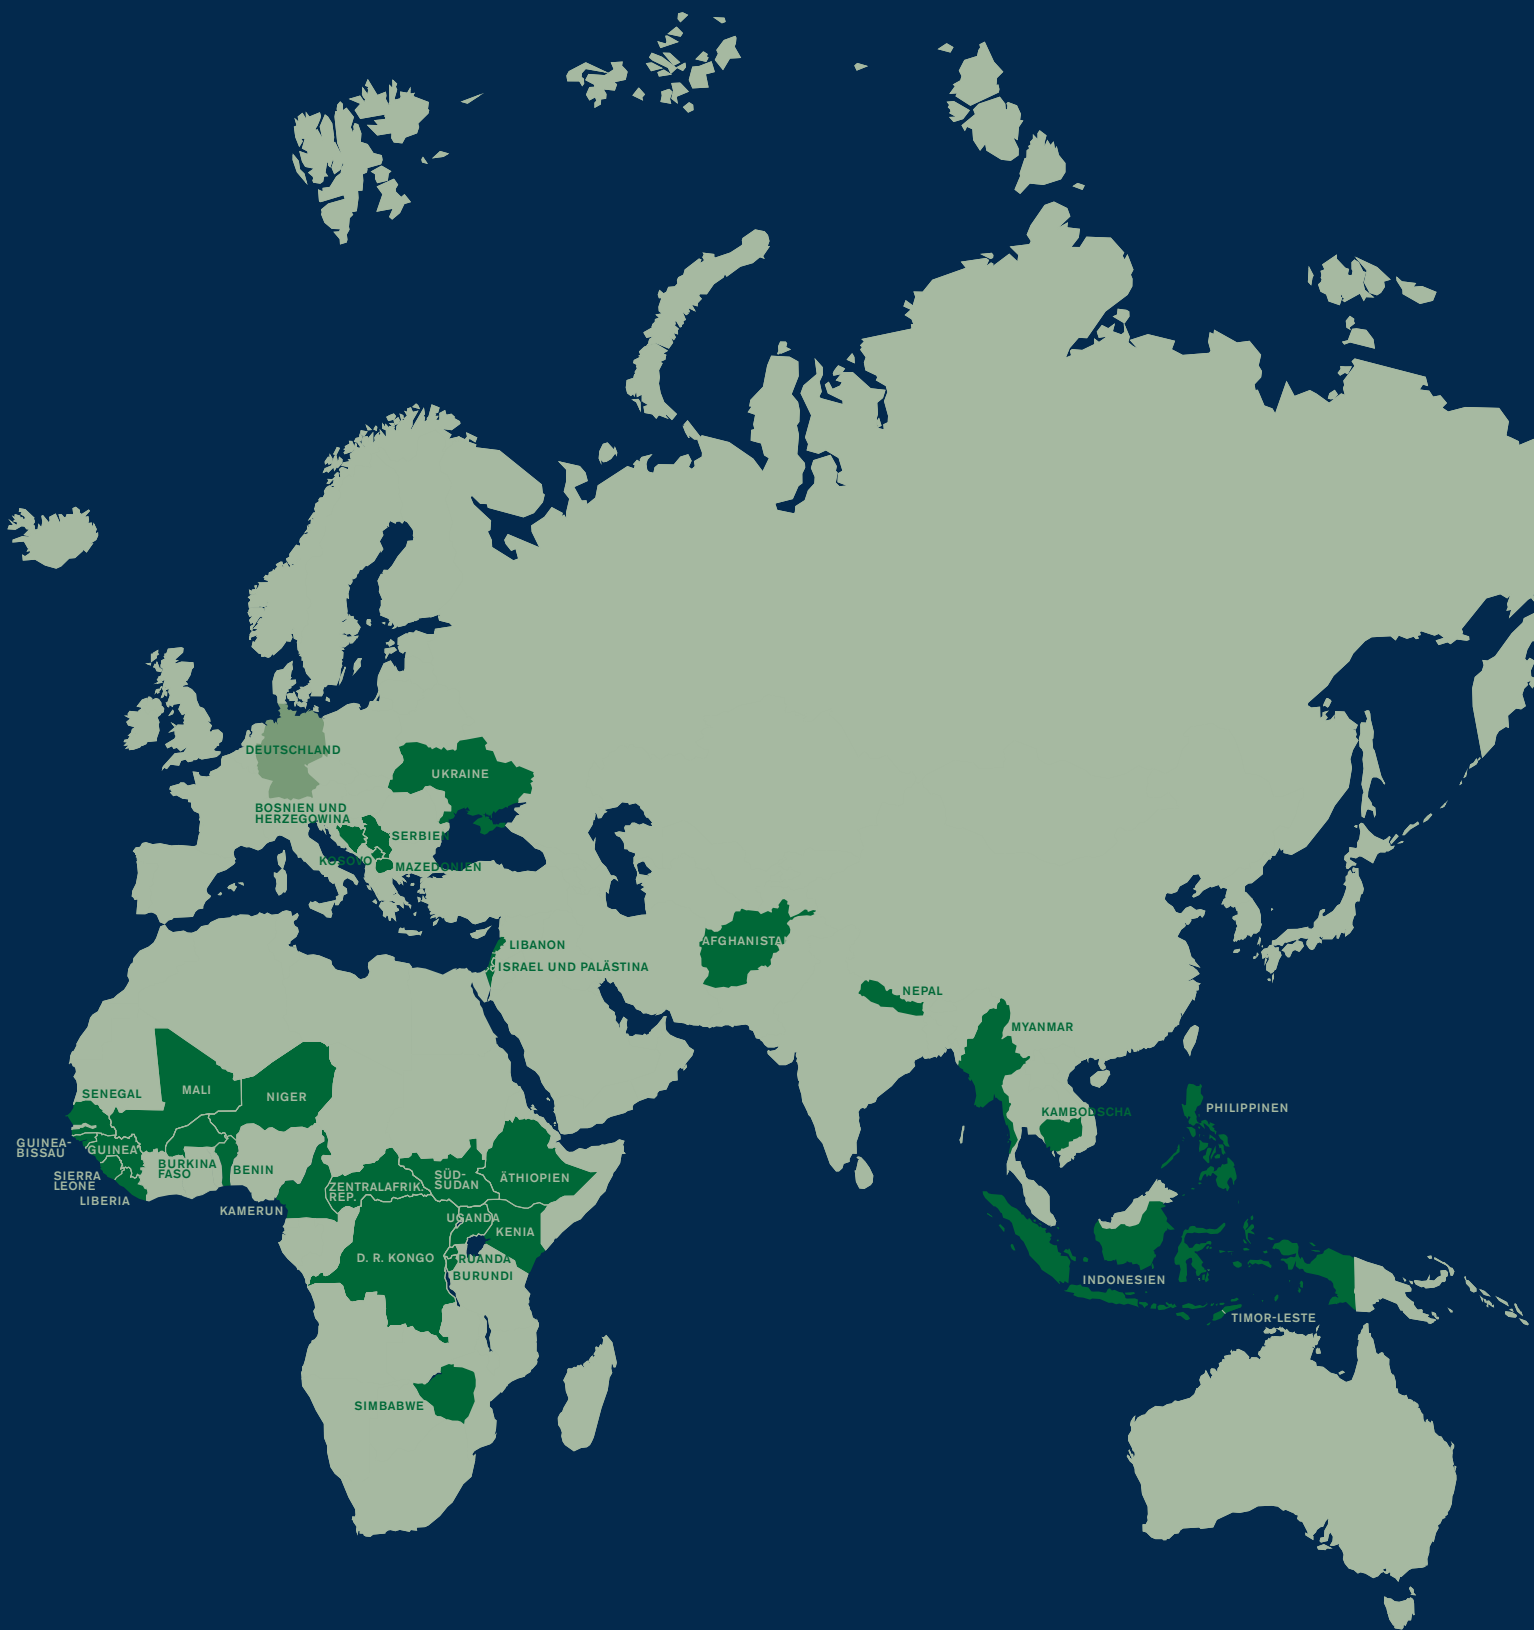 DEUTSCHLAND
UKRAINE
BOSNIEN UND
HERZEGOWINA
SERBIEN
KOSOVO
MAZEDONIEN
LIBANON
AFGHANISTA
ISRAEL UND PALÄSTINA
NEPAL
MYANMAR
SENEGAL
MALI
NIGER
KAMBODSCHA
PHILIPPINEN
GUINEA-
BISSAU
GUINEA
BURKINA
FASO
BENIN
SIERRA
LEONE
LIBERIA
KAMERUN
ZENTRALAFRIK.
REP.
SÜD-
SUDAN
ÄTHIOPIEN
UGANDA
KENIA
D. R. KONGO
RUANDA
BURUNDI
INDONESIEN
TIMOR-LESTE
SIMBABWE